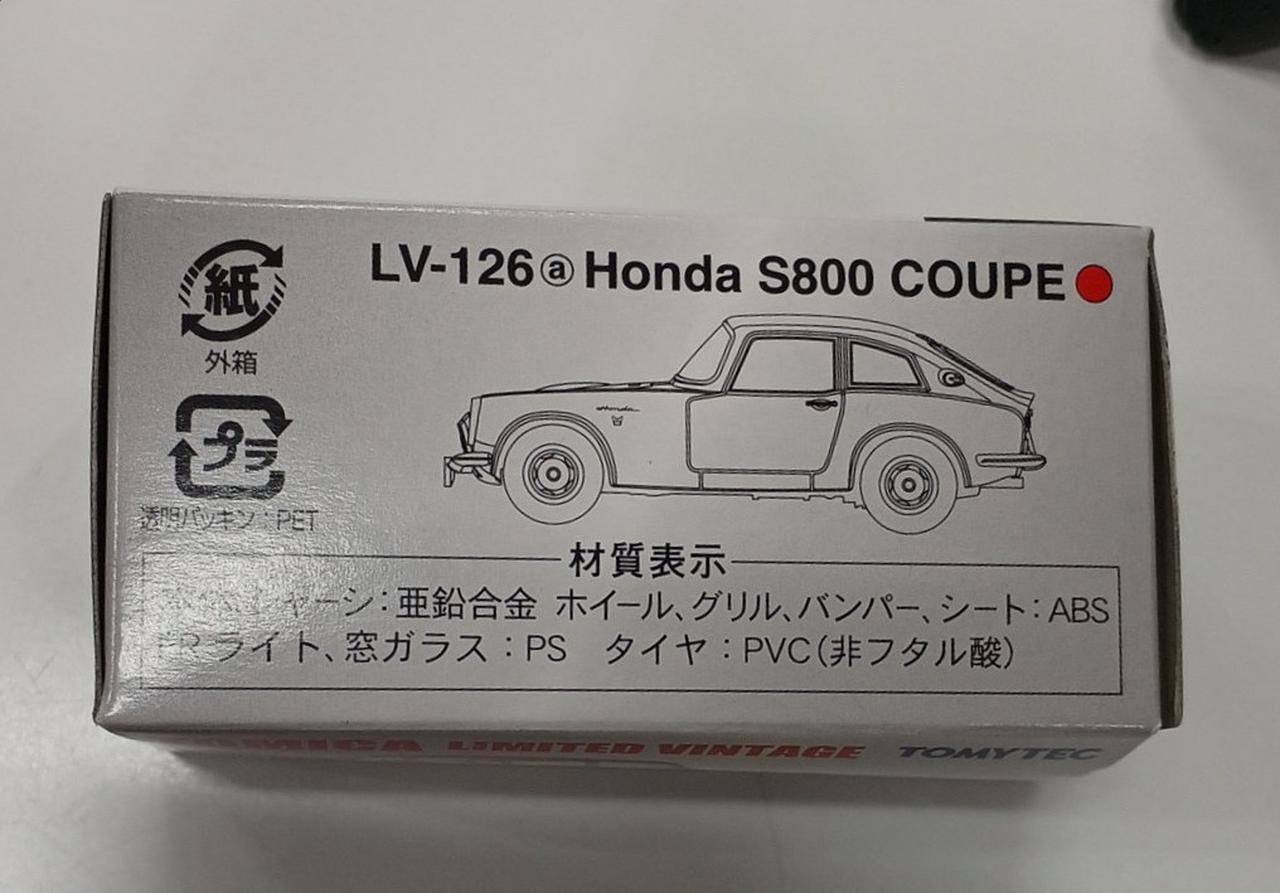 LV-126ⓐ Honda S800 COUPE
紙
外箱
プラ
透明パッキン：PET
Honda
材質表示
シャーシ：亜鉛合金 ホイール、グリル、バンパー、シート：ABS
ライト、窓ガラス：PS タイヤ：PVC（非フタル酸）
LIMITED VINTAGE TOMYTEC